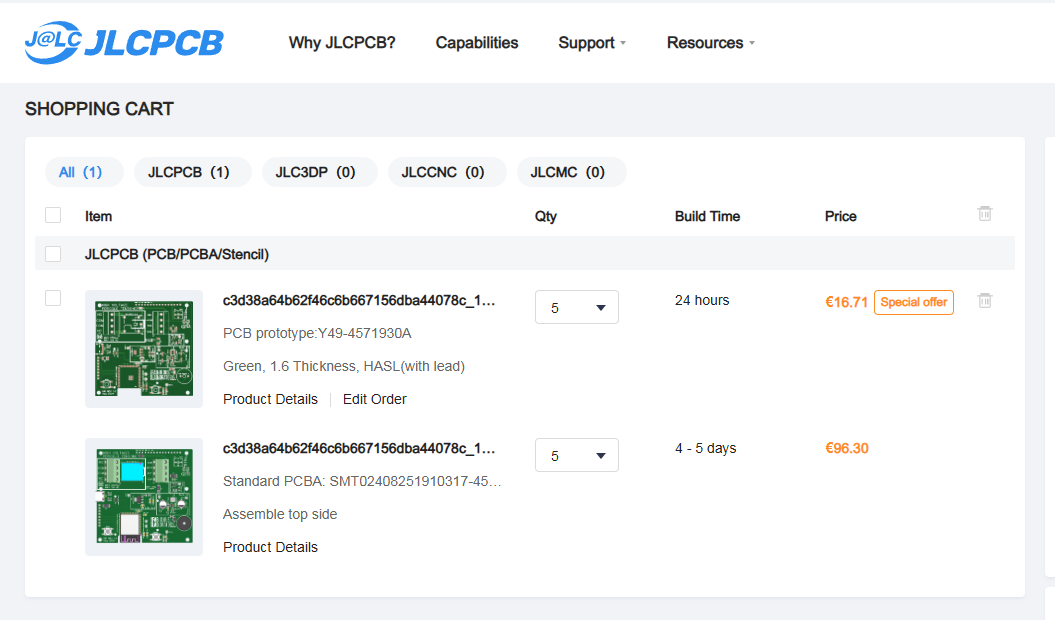 J@LC JLCPCB
Why JLCPCB? Capabilities Support Resources
SHOPPING CART
All (1) JLCPCB (1) JLC3DP (0) JLCCNC (0) JLCMC (0)
Item Qty Build Time Price
JLCPCB (PCB/PCBA/Stencil)
c3d38a64b62f46c6b667156dba44078c_1... 5 24 hours €16.71 Special offer
PCB prototype:Y49-4571930A
Green, 1.6 Thickness, HASL(with lead)
Product Details Edit Order
c3d38a64b62f46c6b667156dba44078c_1... 5 4 - 5 days €96.30
Standard PCBA: SMT02408251910317-45...
Assemble top side
Product Details